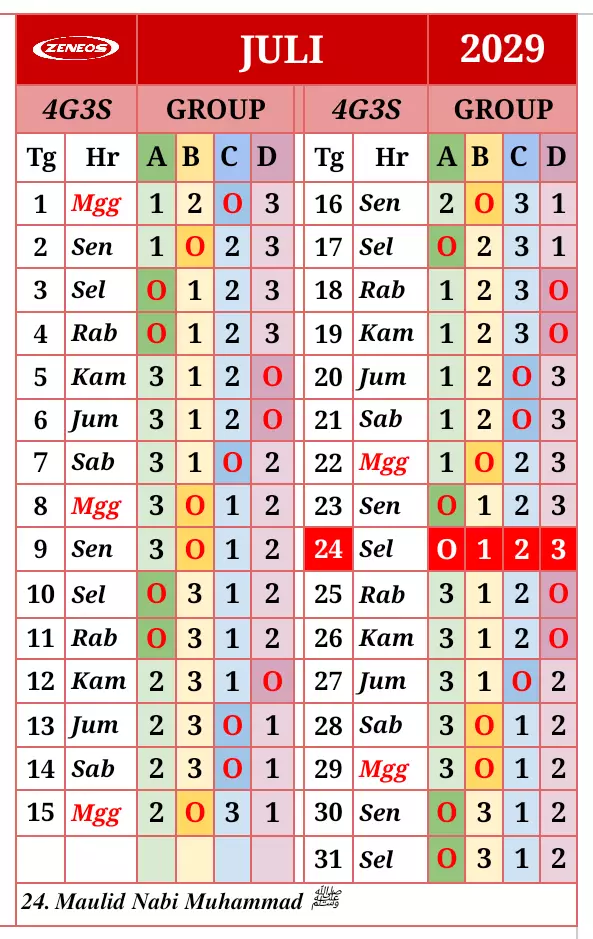 ZENEOS JULI 2029
4G3S GROUP 4G3S GROUP
Tg Hr A B C D Tg Hr A B C D
1 Mgg 1 2 O 3 16 Sen 2 O 3 1
2 Sen 1 O 2 3 17 Sel O 2 3 1
3 Sel O 1 2 3 18 Rab 1 2 3 O
4 Rab O 1 2 3 19 Kam 1 2 3 O
5 Kam 3 1 2 O 20 Jum 1 2 O 3
6 Jum 3 1 2 O 21 Sab 1 2 O 3
7 Sab 3 1 O 2 22 Mgg 1 O 2 3
8 Mgg 3 O 1 2 23 Sen O 1 2 3
9 Sen 3 O 1 2 24 Sel O 1 2 3
10 Sel O 3 1 2 25 Rab 3 1 2 O
11 Rab O 3 1 2 26 Kam 3 1 2 O
12 Kam 2 3 1 O 27 Jum 3 1 O 2
13 Jum 2 3 O 1 28 Sab 3 O 1 2
14 Sab 2 3 O 1 29 Mgg 3 O 1 2
15 Mgg 2 O 3 1 30 Sen O 3 1 2
31 Sel O 3 1 2
24. Maulid Nabi Muhammad ﷺ